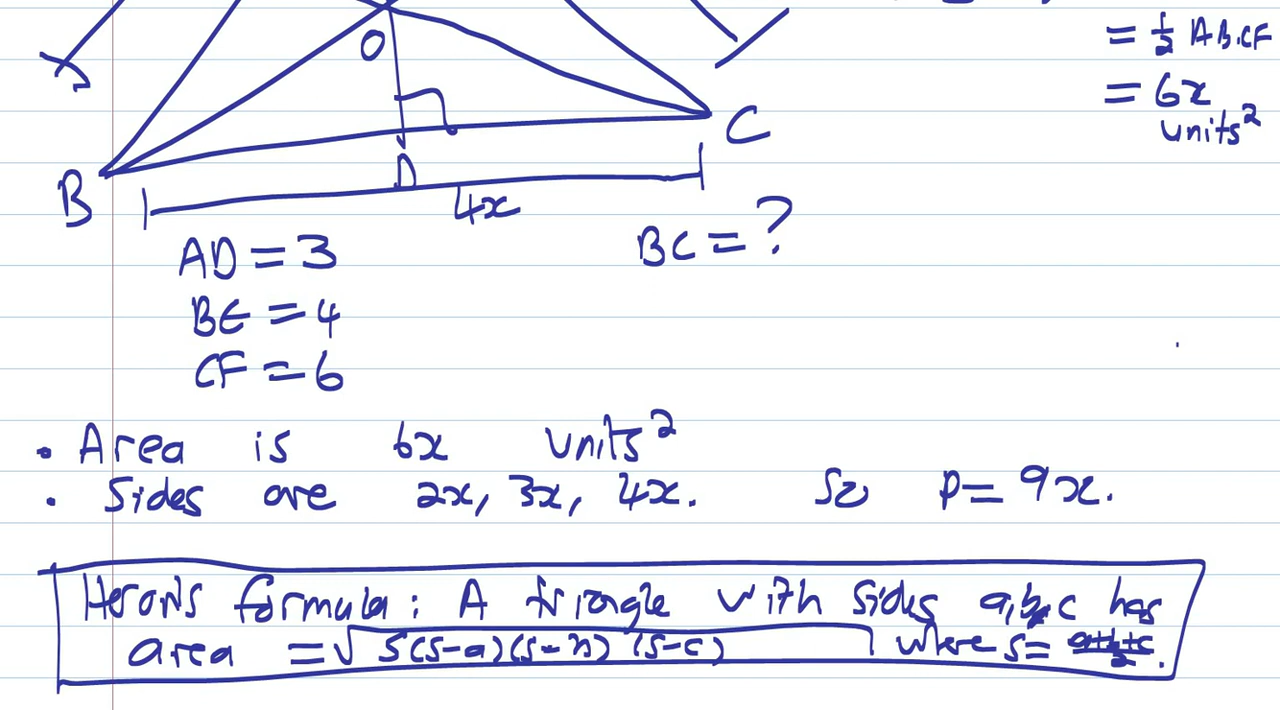 = 1/2 AB.CF
= 6x
units²
O
C
B
D
4x
BC = ?
AD = 3
BE = 4
CF = 6
• Area is 6x units²
• Sides are 2x, 3x, 4x. So p = 9x.
Heron's formula: A triangle with sides a,b,c has
area = √s(s-a)(s-b)(s-c) where s = a+b+c/2.